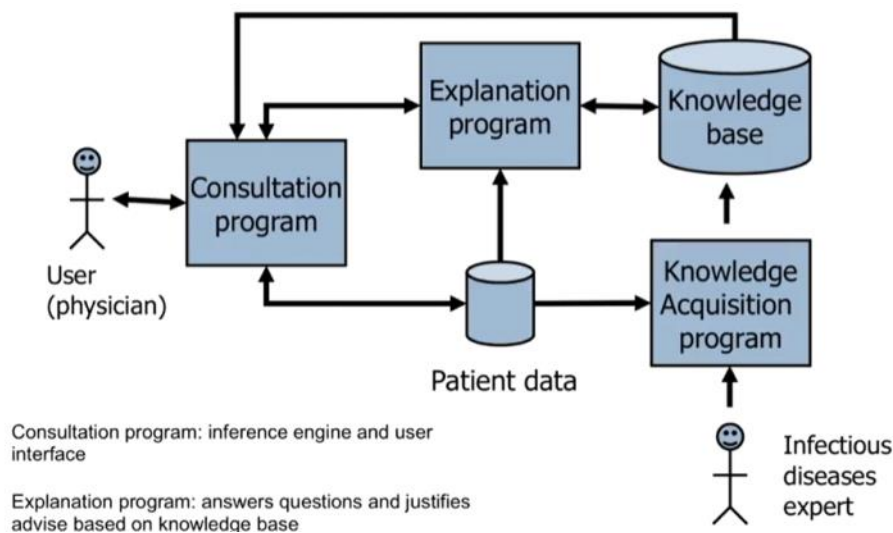 Explanation
program
Knowledge
base
Consultation
program
User
(physician)
Knowledge
Acquisition
program
Patient data
Consultation program: inference engine and user
interface
Explanation program: answers questions and justifies
advise based on knowledge base
Infectious
diseases
expert